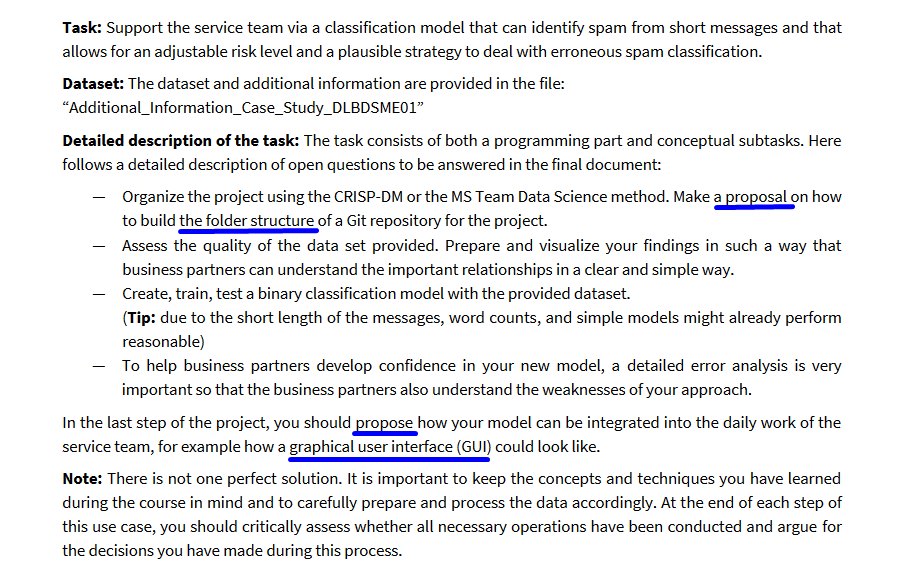 Task: Support the service team via a classification model that can identify spam from short messages and that
allows for an adjustable risk level and a plausible strategy to deal with erroneous spam classification.
Dataset: The dataset and additional information are provided in the file:
“Additional_Information_Case_Study_DLBDSME01”
Detailed description of the task: The task consists of both a programming part and conceptual subtasks. Here
follows a detailed description of open questions to be answered in the final document:
— Organize the project using the CRISP-DM or the MS Team Data Science method. Make a proposal on how
to build the folder structure of a Git repository for the project.
— Assess the quality of the data set provided. Prepare and visualize your findings in such a way that
business partners can understand the important relationships in a clear and simple way.
— Create, train, test a binary classification model with the provided dataset.
(Tip: due to the short length of the messages, word counts, and simple models might already perform
reasonable)
— To help business partners develop confidence in your new model, a detailed error analysis is very
important so that the business partners also understand the weaknesses of your approach.
In the last step of the project, you should propose how your model can be integrated into the daily work of the
service team, for example how a graphical user interface (GUI) could look like.
Note: There is not one perfect solution. It is important to keep the concepts and techniques you have learned
during the course in mind and to carefully prepare and process the data accordingly. At the end of each step of
this use case, you should critically assess whether all necessary operations have been conducted and argue for
the decisions you have made during this process.